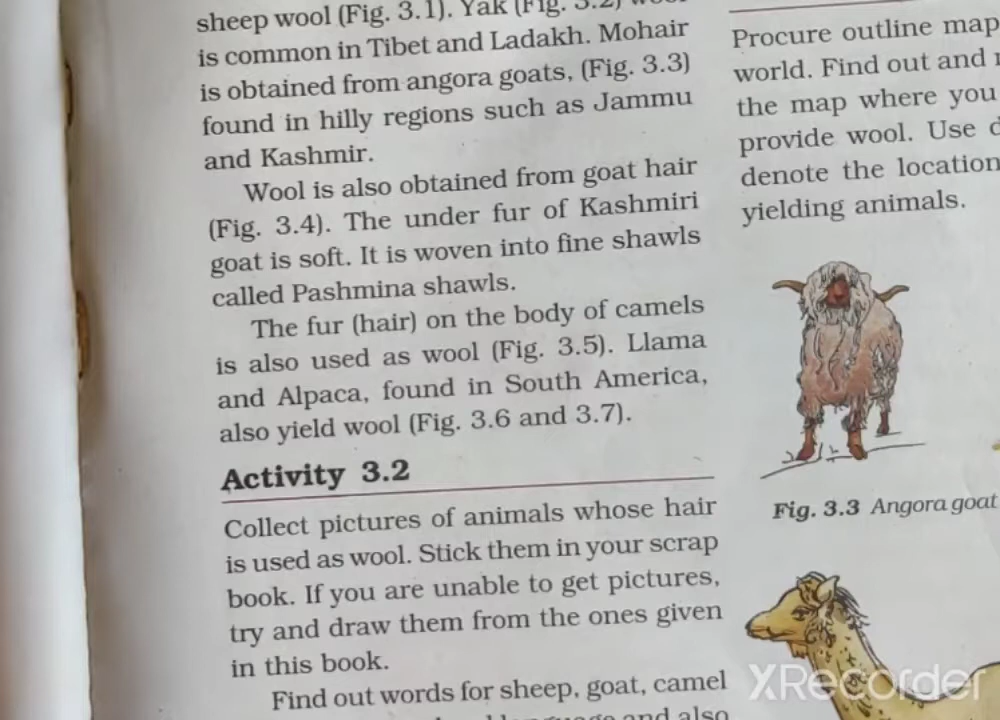 sheep wool (Fig. 3.1). Yak (Fig. 3.2) wool
is common in Tibet and Ladakh. Mohair
is obtained from angora goats, (Fig. 3.3)
found in hilly regions such as Jammu
and Kashmir.
Wool is also obtained from goat hair
(Fig. 3.4). The under fur of Kashmiri
goat is soft. It is woven into fine shawls
called Pashmina shawls.
The fur (hair) on the body of camels
is also used as wool (Fig. 3.5). Llama
and Alpaca, found in South America,
also yield wool (Fig. 3.6 and 3.7).
Activity 3.2
Collect pictures of animals whose hair
is used as wool. Stick them in your scrap
book. If you are unable to get pictures,
try and draw them from the ones given
in this book.
Find out words for sheep, goat, camel
and also
Procure outline map
world. Find out and
the map where you
provide wool. Use
denote the location
yielding animals.
Fig. 3.3 Angora goat
XRecorder